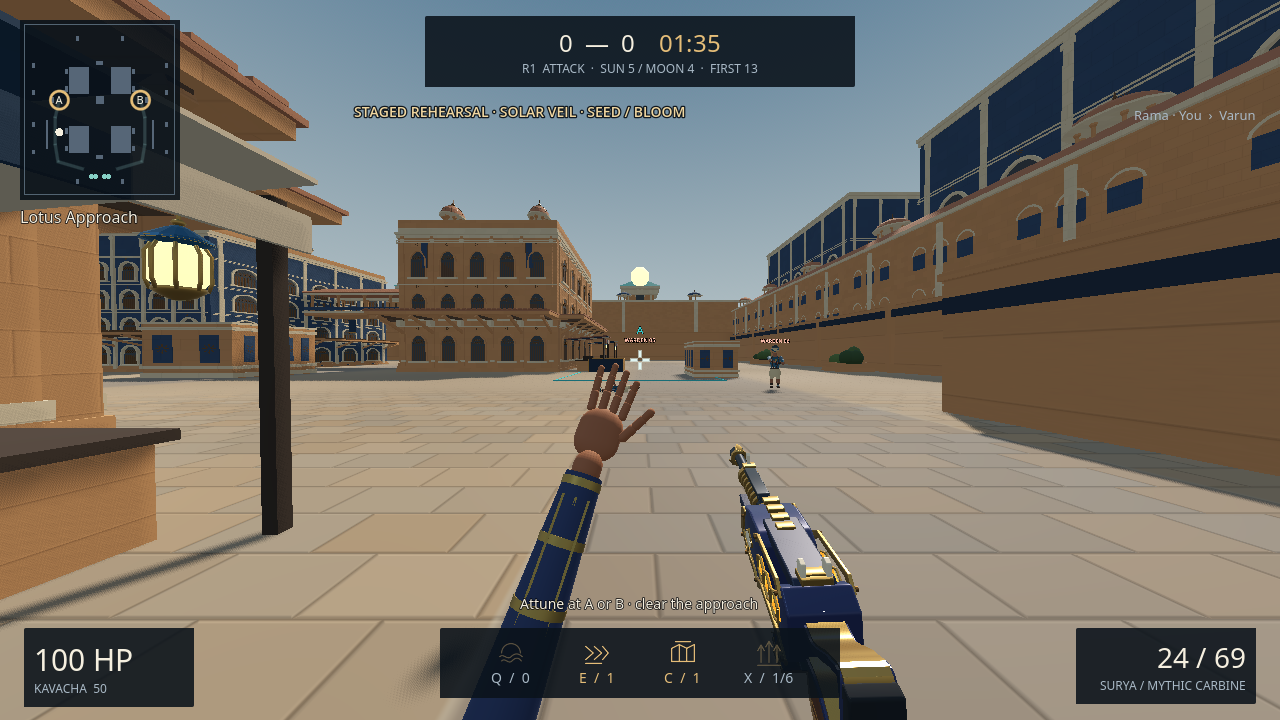 0 — 0 01:35
R1 ATTACK · SUN 5 / MOON 4 · FIRST 13
STAGED REHEARSAL · SOLAR VEIL · SEED / BLOOM
Rama · You › Varun
A
B
Lotus Approach
A
WARDEN 05
Attune at A or B · clear the approach
100 HP
KAVACHA 50
Q / 0
E / 1
C / 1
X / 1/6
24 / 69
SURYA / MYTHIC CARBINE